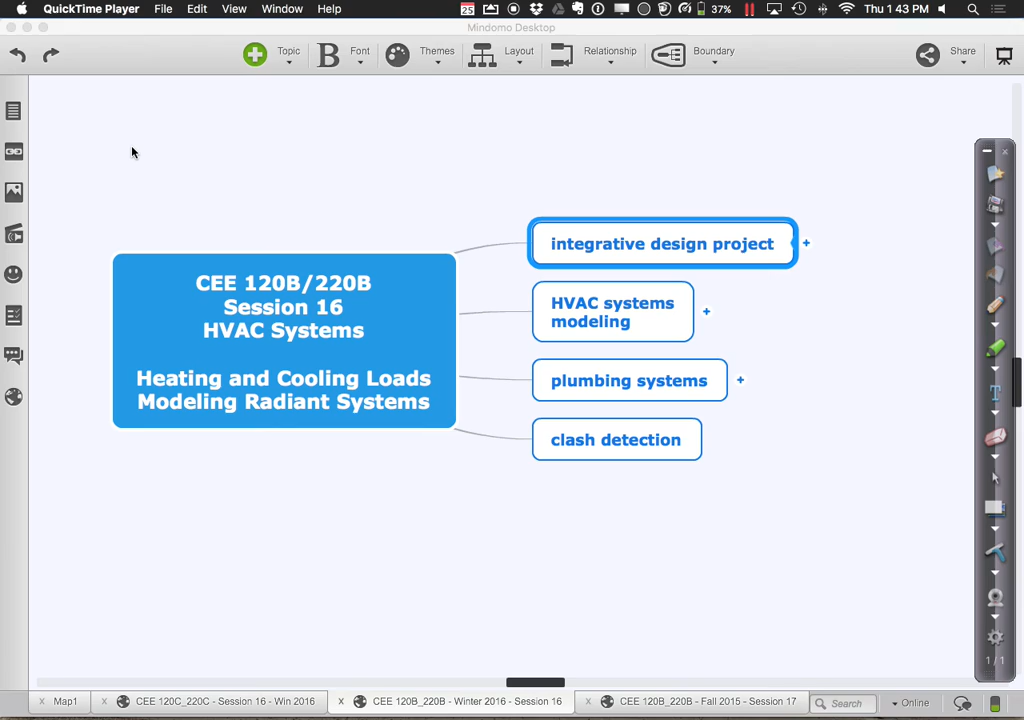 QuickTime Player File Edit View Window Help 25 37% Thu 1 43 PM
Mindomo Desktop
Topic Font Themes Layout Relationship Boundary Share
integrative design project +
CEE 120B/220B
Session 16
HVAC Systems
Heating and Cooling Loads
Modeling Radiant Systems
HVAC systems
modeling +
plumbing systems +
clash detection
T
1 / 1
x Map1 x CEE 120C_220C - Session 16 - Win 2016 x CEE 120B_220B - Winter 2016 - Session 16 x CEE 120B_220B - Fall 2015 - Session 17 Search Online